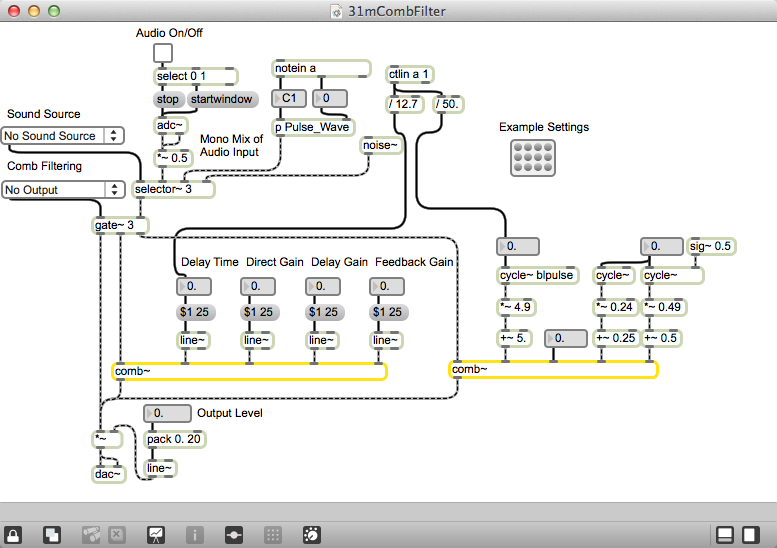 31mCombFilter
Audio On/Off
select 0 1
stop
startwindow
adc~
*~ 0.5
Mono Mix of
Audio Input
notein a
C1
0
p Pulse_Wave
noise~
ctlin a 1
/ 12.7
/ 50.
Sound Source
No Sound Source
Comb Filtering
No Output
selector~ 3
gate~ 3
Example Settings
Delay Time
Direct Gain
Delay Gain
Feedback Gain
0.
0.
0.
0.
$1 25
$1 25
$1 25
$1 25
line~
line~
line~
line~
comb~
0.
0.
sig~ 0.5
cycle~ blpulse
cycle~
cycle~
*~ 4.9
*~ 0.24
*~ 0.49
+~ 5.
0.
+~ 0.25
+~ 0.5
comb~
0.
Output Level
*~
pack 0. 20
dac~
line~